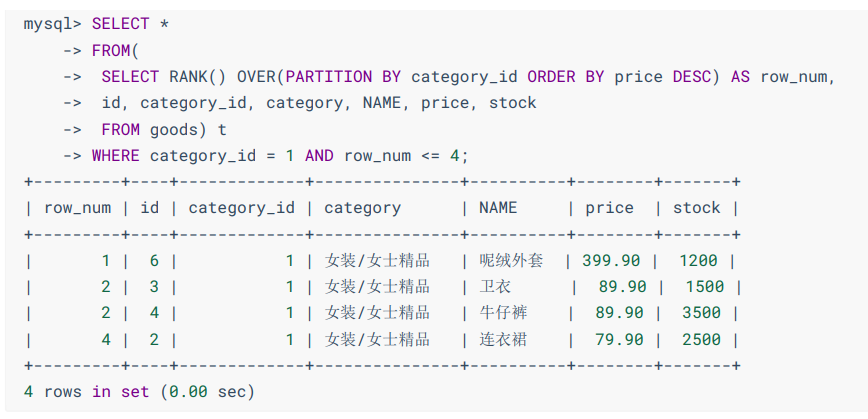 mysql> SELECT *
    -> FROM(
    ->  SELECT RANK() OVER(PARTITION BY category_id ORDER BY price DESC) AS row_num,
    ->  id, category_id, category, NAME, price, stock
    ->  FROM goods) t
    -> WHERE category_id = 1 AND row_num <= 4;
+---------+----+-------------+---------------+----------+--------+-------+
| row_num | id | category_id | category      | NAME     | price  | stock |
+---------+----+-------------+---------------+----------+--------+-------+
|       1 |  6 |           1 | 女装/女士精品   | 呢绒外套  | 399.90 |  1200 |
|       2 |  3 |           1 | 女装/女士精品   | 卫衣      |  89.90 |  1500 |
|       2 |  4 |           1 | 女装/女士精品   | 牛仔裤    |  89.90 |  3500 |
|       4 |  2 |           1 | 女装/女士精品   | 连衣裙    |  79.90 |  2500 |
+---------+----+-------------+---------------+----------+--------+-------+
4 rows in set (0.00 sec)